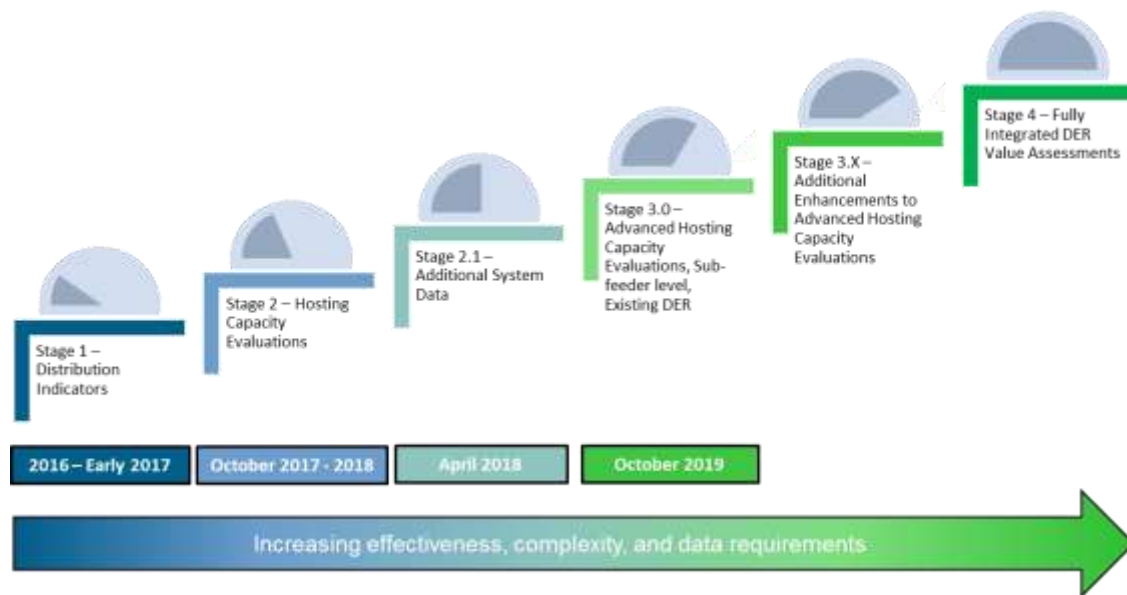 Stage 1 –
Distribution
Indicators
Stage 2 – Hosting
Capacity
Evaluations
Stage 2.1 –
Additional System
Data
Stage 3.0 –
Advanced Hosting
Capacity
Evaluations, Sub-
feeder level,
Existing DER
Stage 3.X –
Additional
Enhancements to
Advanced Hosting
Capacity
Evaluations
Stage 4 – Fully
Integrated DER
Value Assessments
2016 – Early 2017
October 2017 - 2018
April 2018
October 2019
Increasing effectiveness, complexity, and data requirements